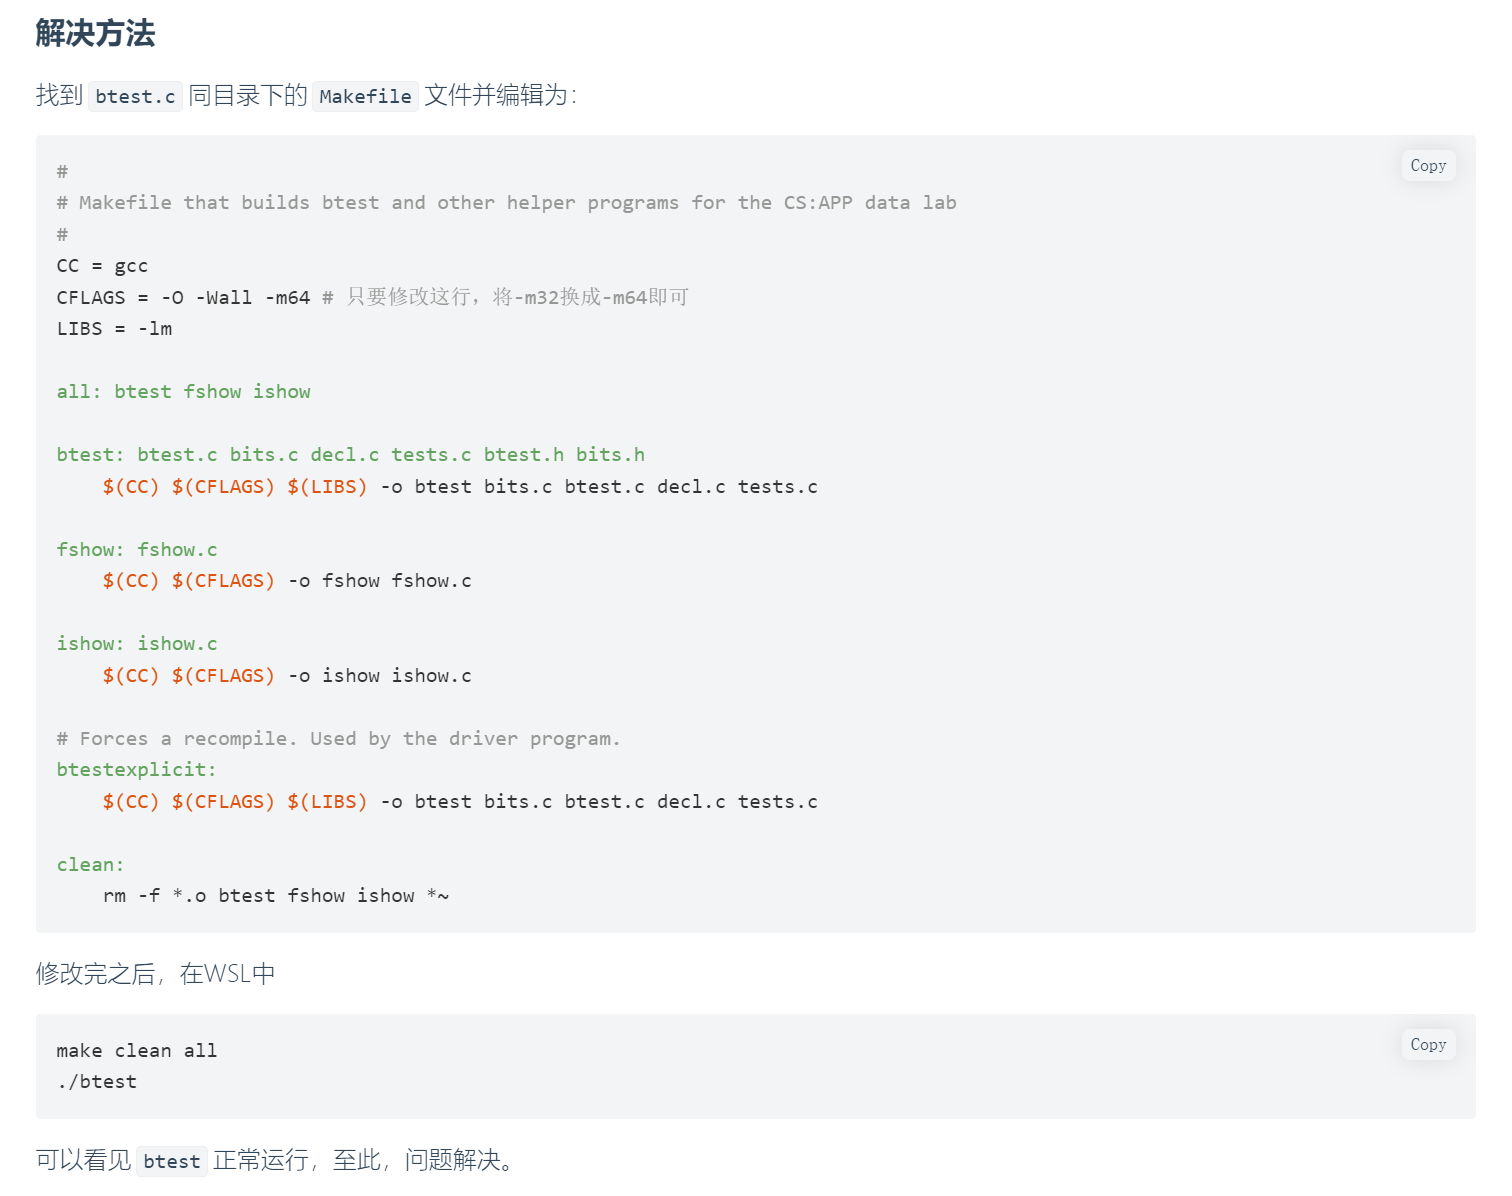 解决方法
找到 btest.c 同目录下的 Makefile 文件并编辑为：
Copy
#
# Makefile that builds btest and other helper programs for the CS:APP data lab
#
CC = gcc
CFLAGS = -O -Wall -m64 # 只要修改这行，将-m32换成-m64即可
LIBS = -lm
all: btest fshow ishow
btest: btest.c bits.c decl.c tests.c btest.h bits.h
$(CC) $(CFLAGS) $(LIBS) -o btest bits.c btest.c decl.c tests.c
fshow: fshow.c
$(CC) $(CFLAGS) -o fshow fshow.c
ishow: ishow.c
$(CC) $(CFLAGS) -o ishow ishow.c
# Forces a recompile. Used by the driver program.
btestexplicit:
$(CC) $(CFLAGS) $(LIBS) -o btest bits.c btest.c decl.c tests.c
clean:
rm -f *.o btest fshow ishow *~
修改完之后，在WSL中
Copy
make clean all
./btest
可以看见 btest 正常运行，至此，问题解决。